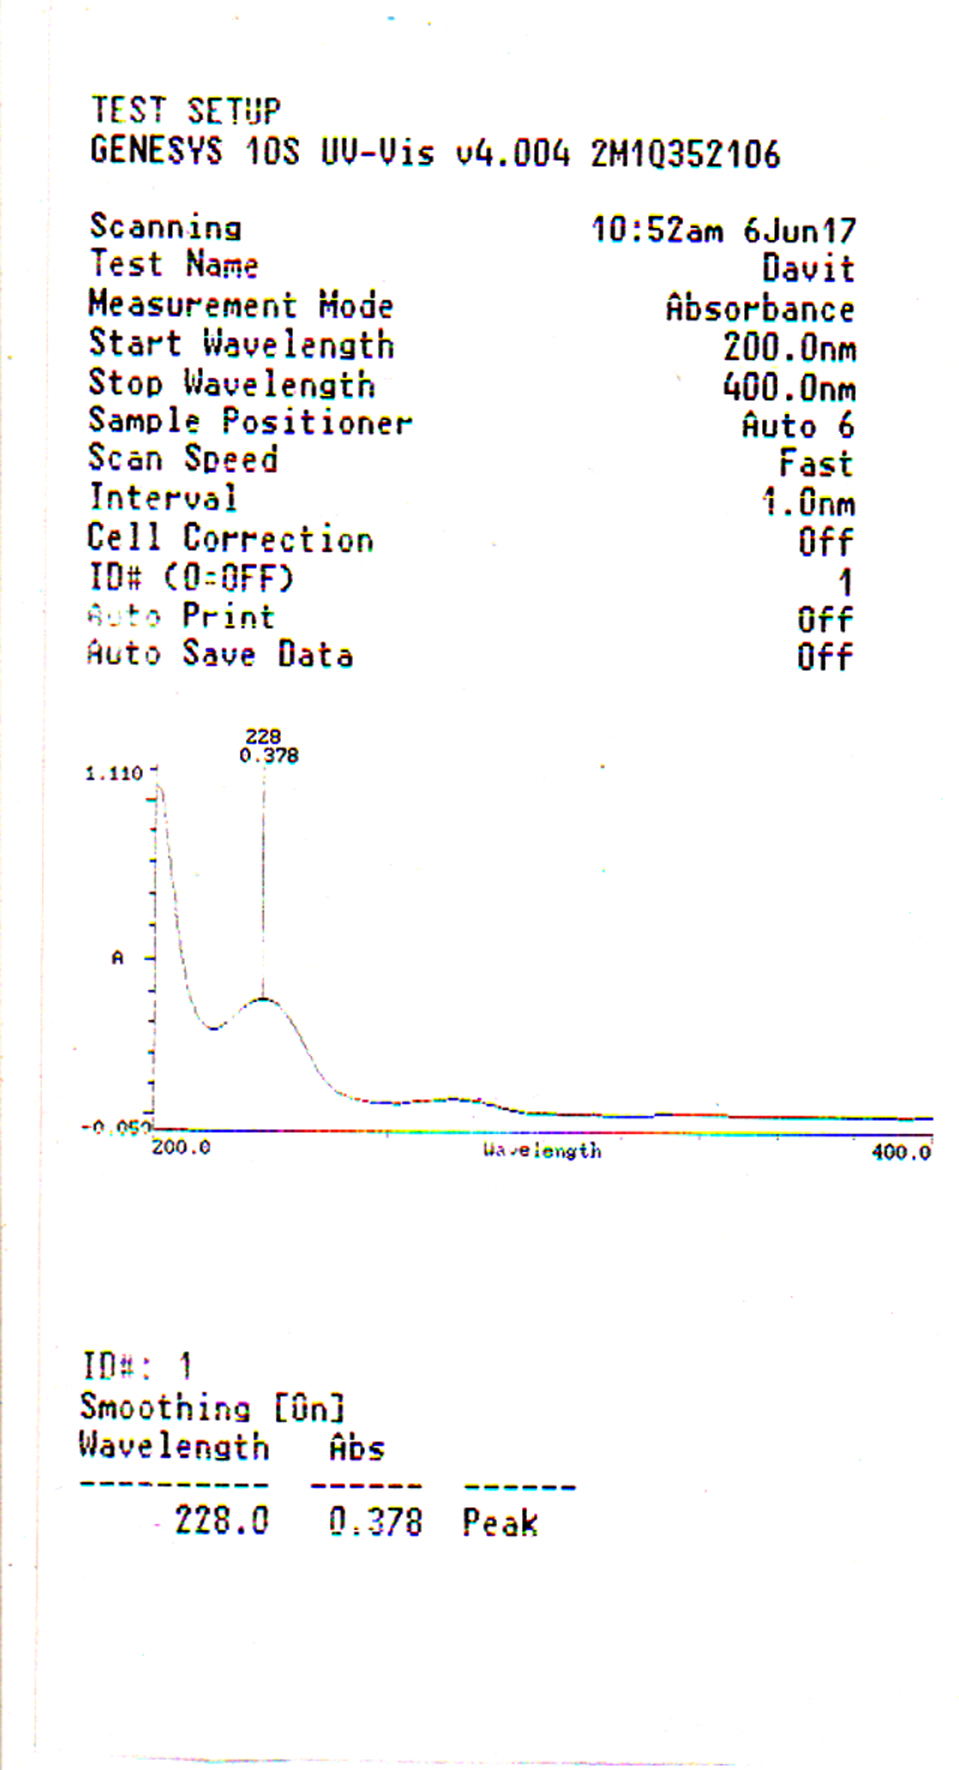 TEST SETUP
GENESYS 10S UV-Vis v4.004 2M1Q352106
Scanning 10:52am 6Jun17
Test Name Davit
Measurement Mode Absorbance
Start Wavelength 200.0nm
Stop Wavelength 400.0nm
Sample Positioner Auto 6
Scan Speed Fast
Interval 1.0nm
Cell Correction Off
ID# (0=OFF) 1
Auto Print Off
Auto Save Data Off
228
0.378
1.110
A
-0.050
200.0 Wavelength 400.0
ID#: 1
Smoothing [On]
Wavelength Abs
---------- ------ ------
228.0 0.378 Peak